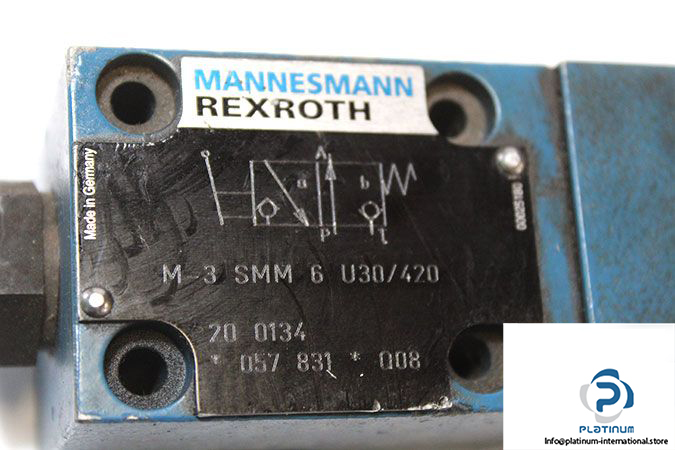 MANNESMANN
REXROTH
Made in Germany
A
a
b
P
M-3 SMM 6 U30/420
20 0134
* 057 831 * Q08
PLATINUM
Info@platinum-international.store